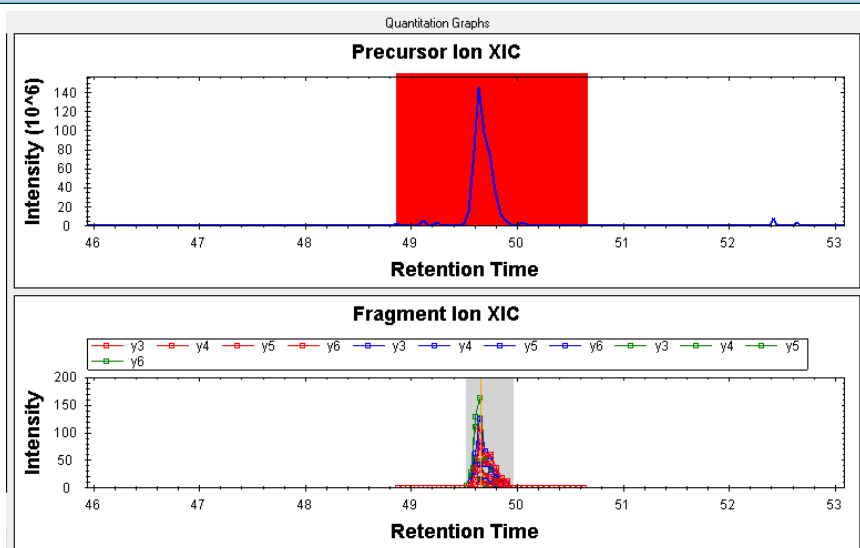 Quantitation Graphs
Precursor Ion XIC
Intensity (10^6)
140
120
100
80
60
40
20
0
46 47 48 49 50 51 52 53
Retention Time
Fragment Ion XIC
y3 y4 y5 y6 y3 y4 y5 y6 y3 y4 y5
y6
Intensity
200
150
100
50
0
46 47 48 49 50 51 52 53
Retention Time